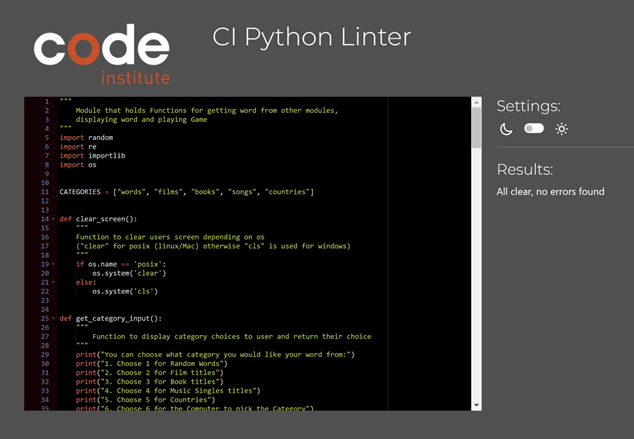 code
institute
CI Python Linter
1 """
2 Module that holds Functions for getting word from other modules,
3 displaying word and playing Game
4 """
5 import random
6 import re
7 import importlib
8 import os
9
10
11 CATEGORIES = ["words", "films", "books", "songs", "countries"]
12
13
14 def clear_screen():
15 """
16 Function to clear users screen depending on os
17 ("clear" for posix (linux/Mac) otherwise "cls" is used for windows)
18 """
19 if os.name == 'posix':
20 os.system('clear')
21 else:
22 os.system('cls')
23
24
25 def get_category_input():
26 """
27 Function to display category choices to user and return their choice
28 """
29 print("You can choose what category you would like your word from:")
30 print("1. Choose 1 for Random Words")
31 print("2. Choose 2 for Film titles")
32 print("3. Choose 3 for Book titles")
33 print("4. Choose 4 for Music Singles titles")
34 print("5. Choose 5 for Countries")
35 print("6. Choose 6 for the Computer to pick the Category")
Settings:
Results:
All clear, no errors found